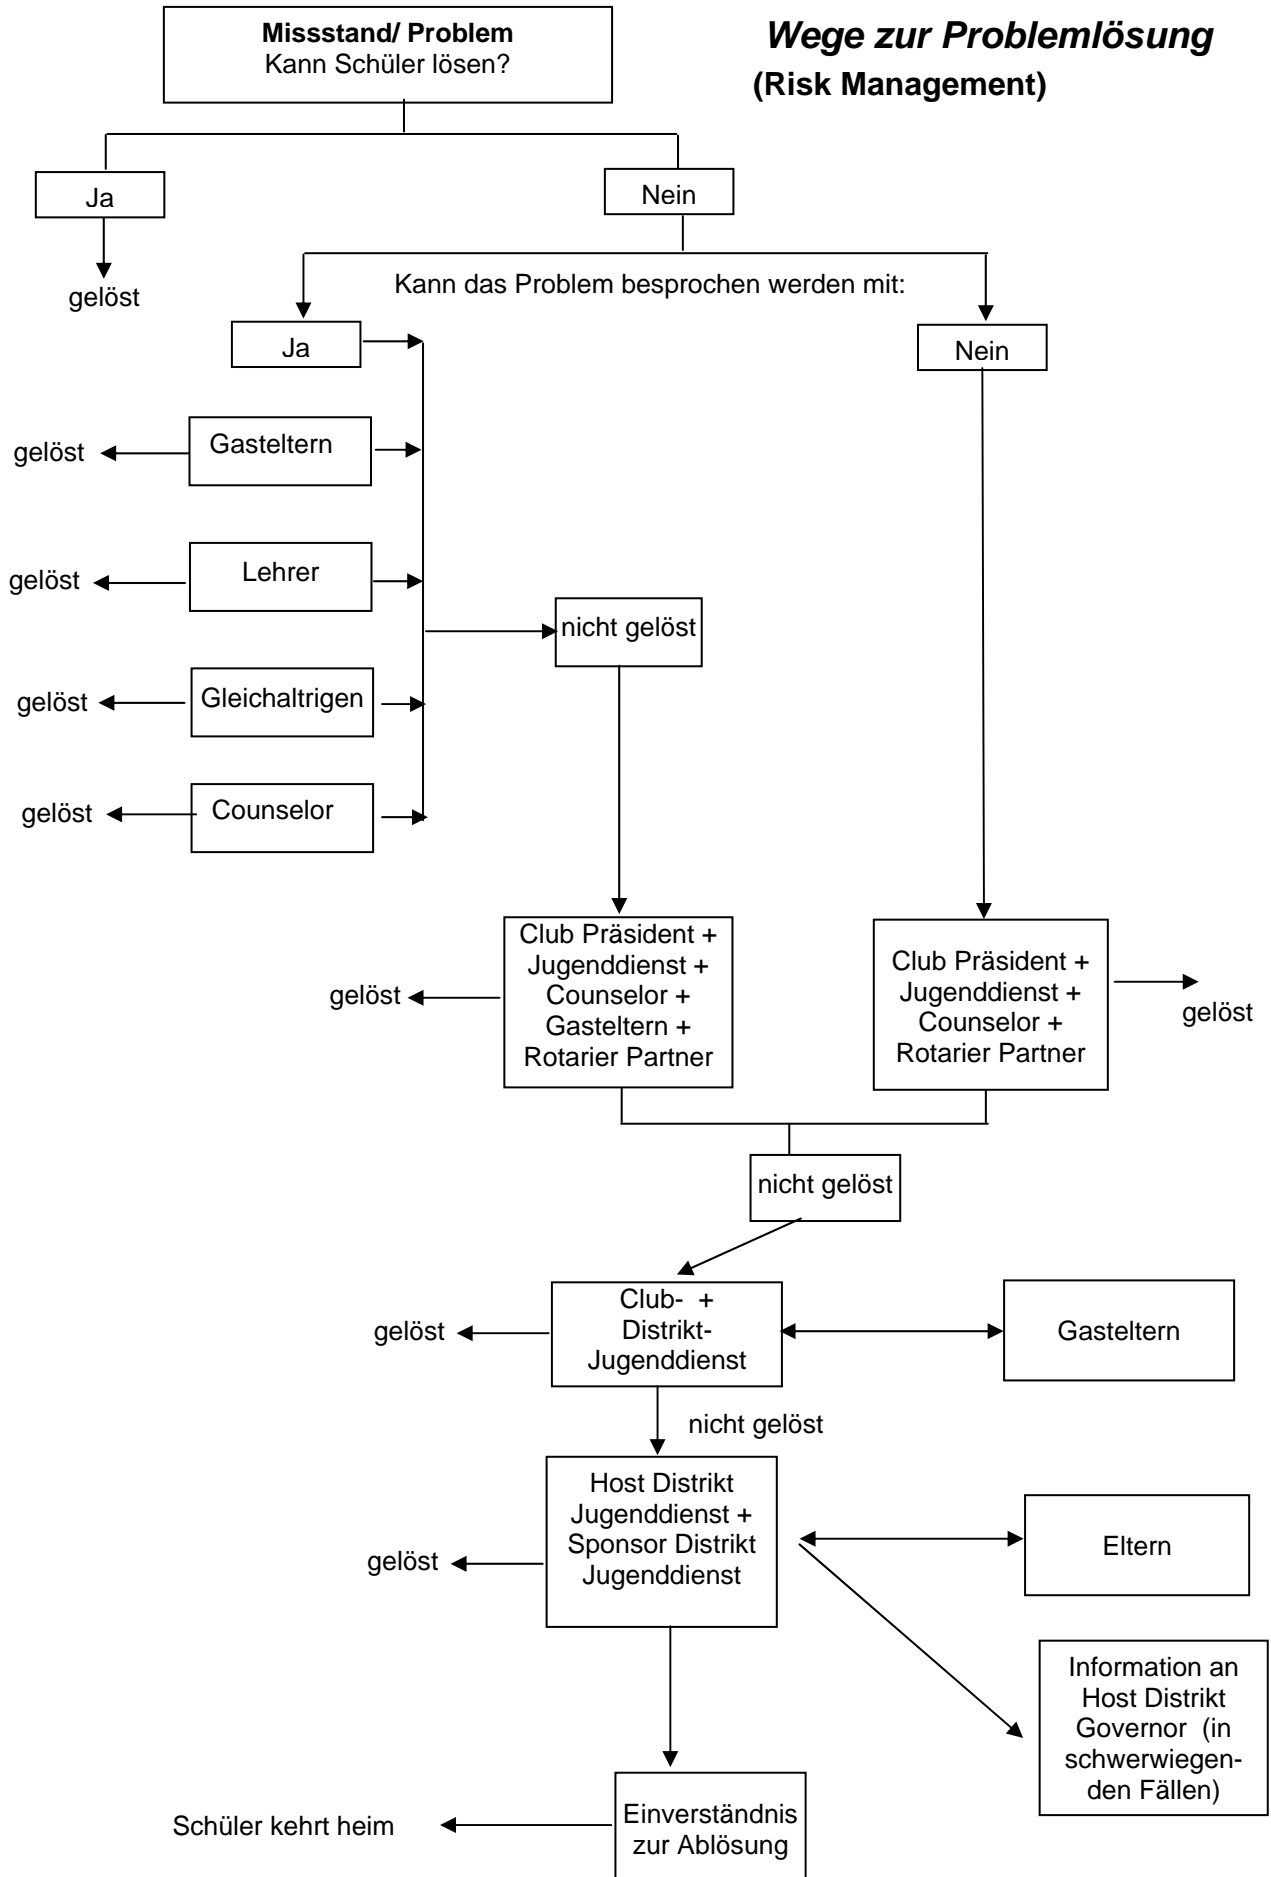 Missstand/ Problem
Kann Schüler lösen?
Wege zur Problemlösung
(Risk Management)
Ja
Nein
gelöst
Kann das Problem besprochen werden mit:
Ja
Nein
gelöst
Gasteltern
gelöst
Lehrer
nicht gelöst
gelöst
Gleichaltrigen
gelöst
Counselor
gelöst
Club Präsident +
Jugenddienst +
Counselor +
Gasteltern +
Rotarier Partner
Club Präsident +
Jugenddienst +
Counselor +
Rotarier Partner
gelöst
nicht gelöst
gelöst
Club- +
Distrikt-
Jugenddienst
Gasteltern
nicht gelöst
gelöst
Host Distrikt
Jugenddienst +
Sponsor Distrikt
Jugenddienst
Eltern
Information an
Host Distrikt
Governor (in
schwerwiegen-
den Fällen)
Schüler kehrt heim
Einverständnis
zur Ablösung